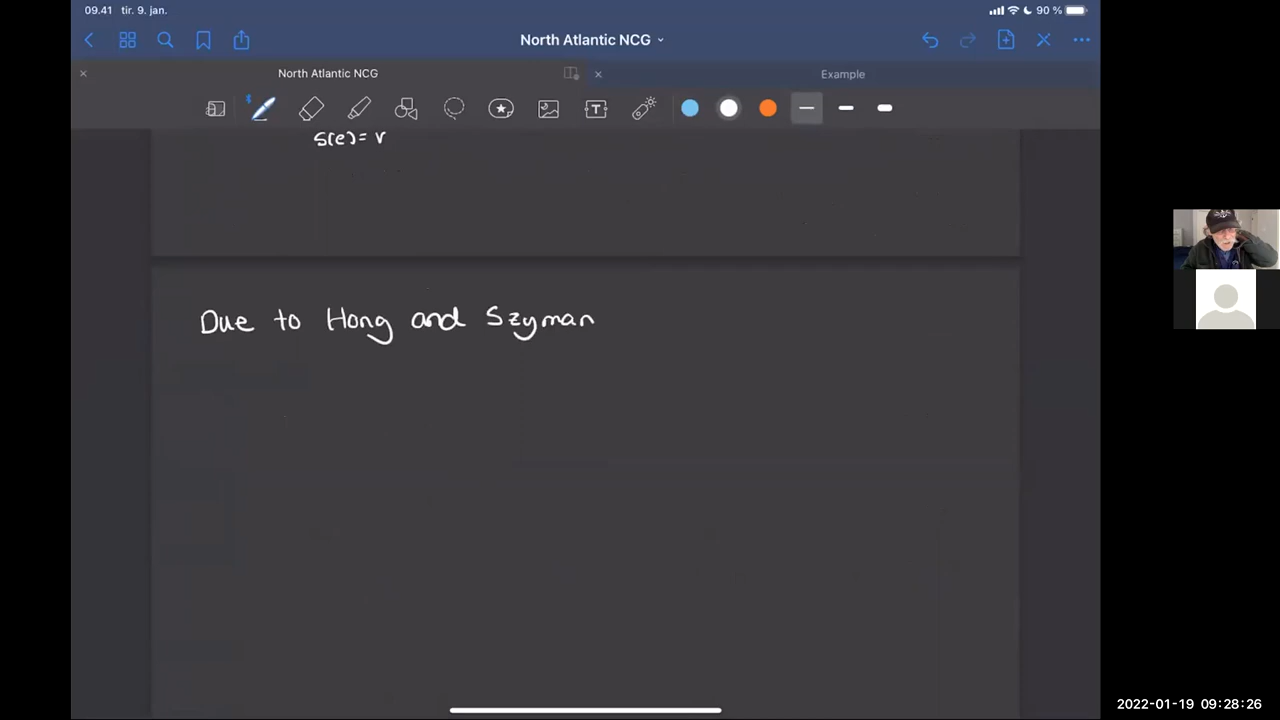 09.41 tir. 9. jan.
90 %
North Atlantic NCG
North Atlantic NCG
Example
s(e) = v
Due to Hong and Szyman
2022-01-19 09:28:26